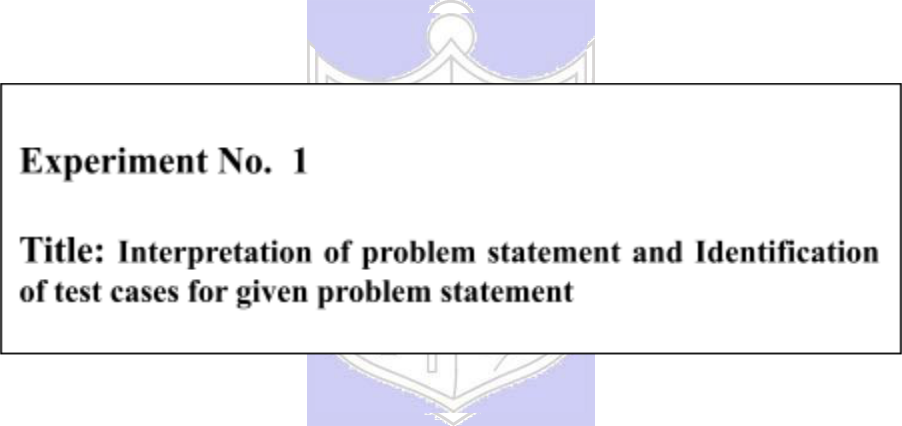 Experiment No. 1
Title: Interpretation of problem statement and Identification
of test cases for given problem statement